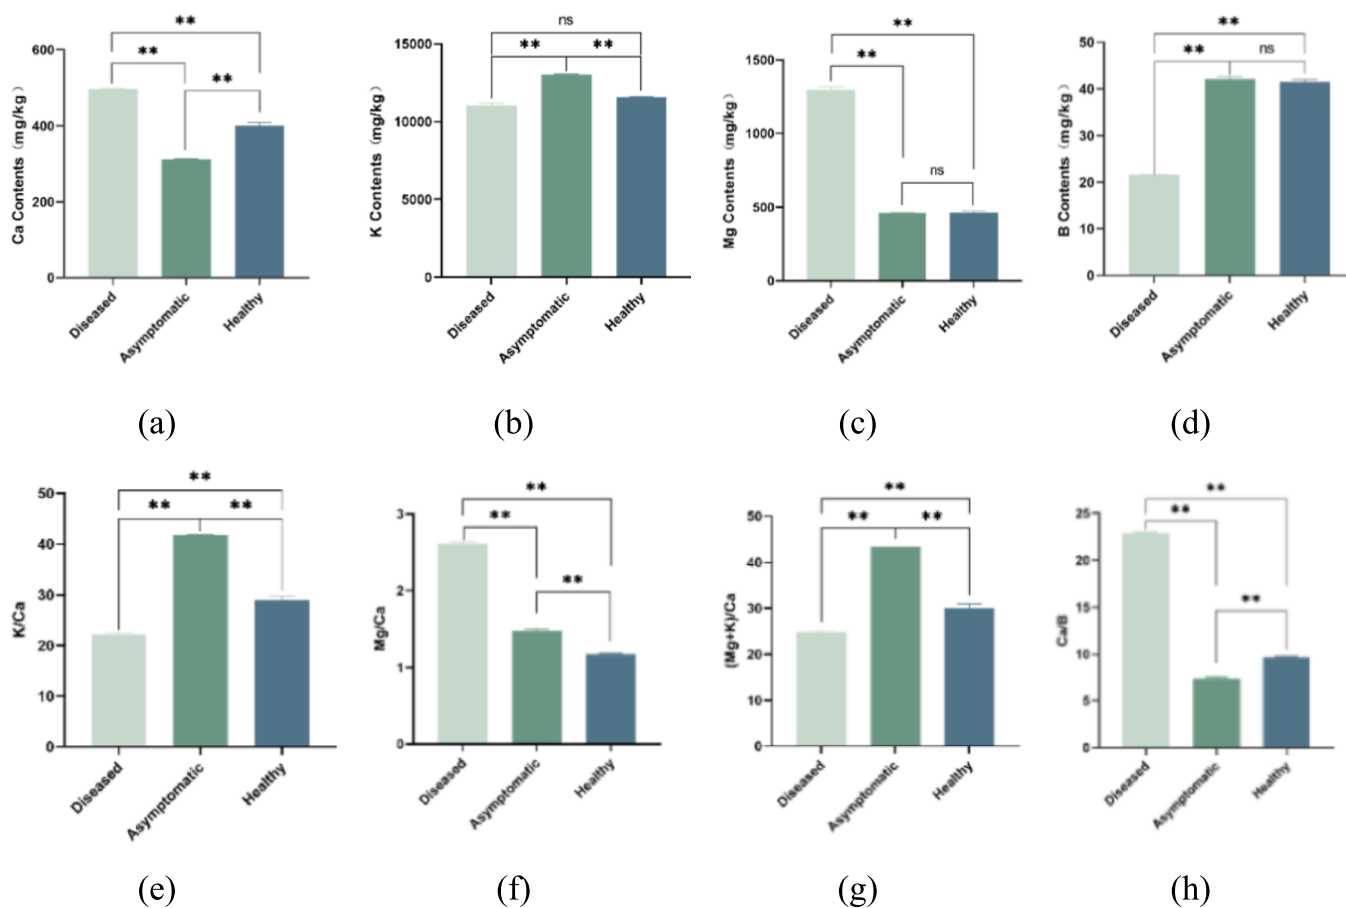 **
**
**
600
400
200
0
Ca Contents (mg/kg)
Diseased
Asymptomatic
Healthy
(a)
ns
**
**
15000
10000
5000
0
K Contents (mg/kg)
Diseased
Asymptomatic
Healthy
(b)
**
**
ns
1500
1000
500
0
Mg Contents (mg/kg)
Diseased
Asymptomatic
Healthy
(c)
**
**
ns
50
40
30
20
10
0
B Contents (mg/kg)
Diseased
Asymptomatic
Healthy
(d)
**
**
**
50
40
30
20
10
0
K/Ca
Diseased
Asymptomatic
Healthy
(e)
**
**
**
3
2
1
0
Mg/Ca
Diseased
Asymptomatic
Healthy
(f)
**
**
**
50
40
30
20
10
0
(Mg+K)/Ca
Diseased
Asymptomatic
Healthy
(g)
**
**
**
25
20
15
10
5
0
Ca/B
Diseased
Asymptomatic
Healthy
(h)